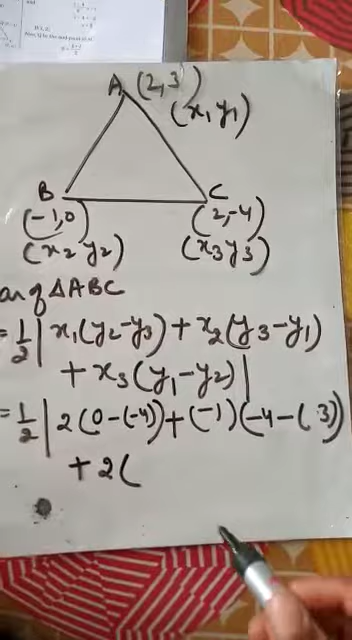 A (2, 3)
(x₁ y₁)
B C
(-1, 0) (2, -4)
(x₂ y₂) (x₃ y₃)
ar of △ABC
= 1/2 | x₁(y₂-y₃) + x₂(y₃-y₁)
+ x₃(y₁-y₂)|
= 1/2 | 2(0-(-4)) + (-1)(-4-(3))
+ 2(